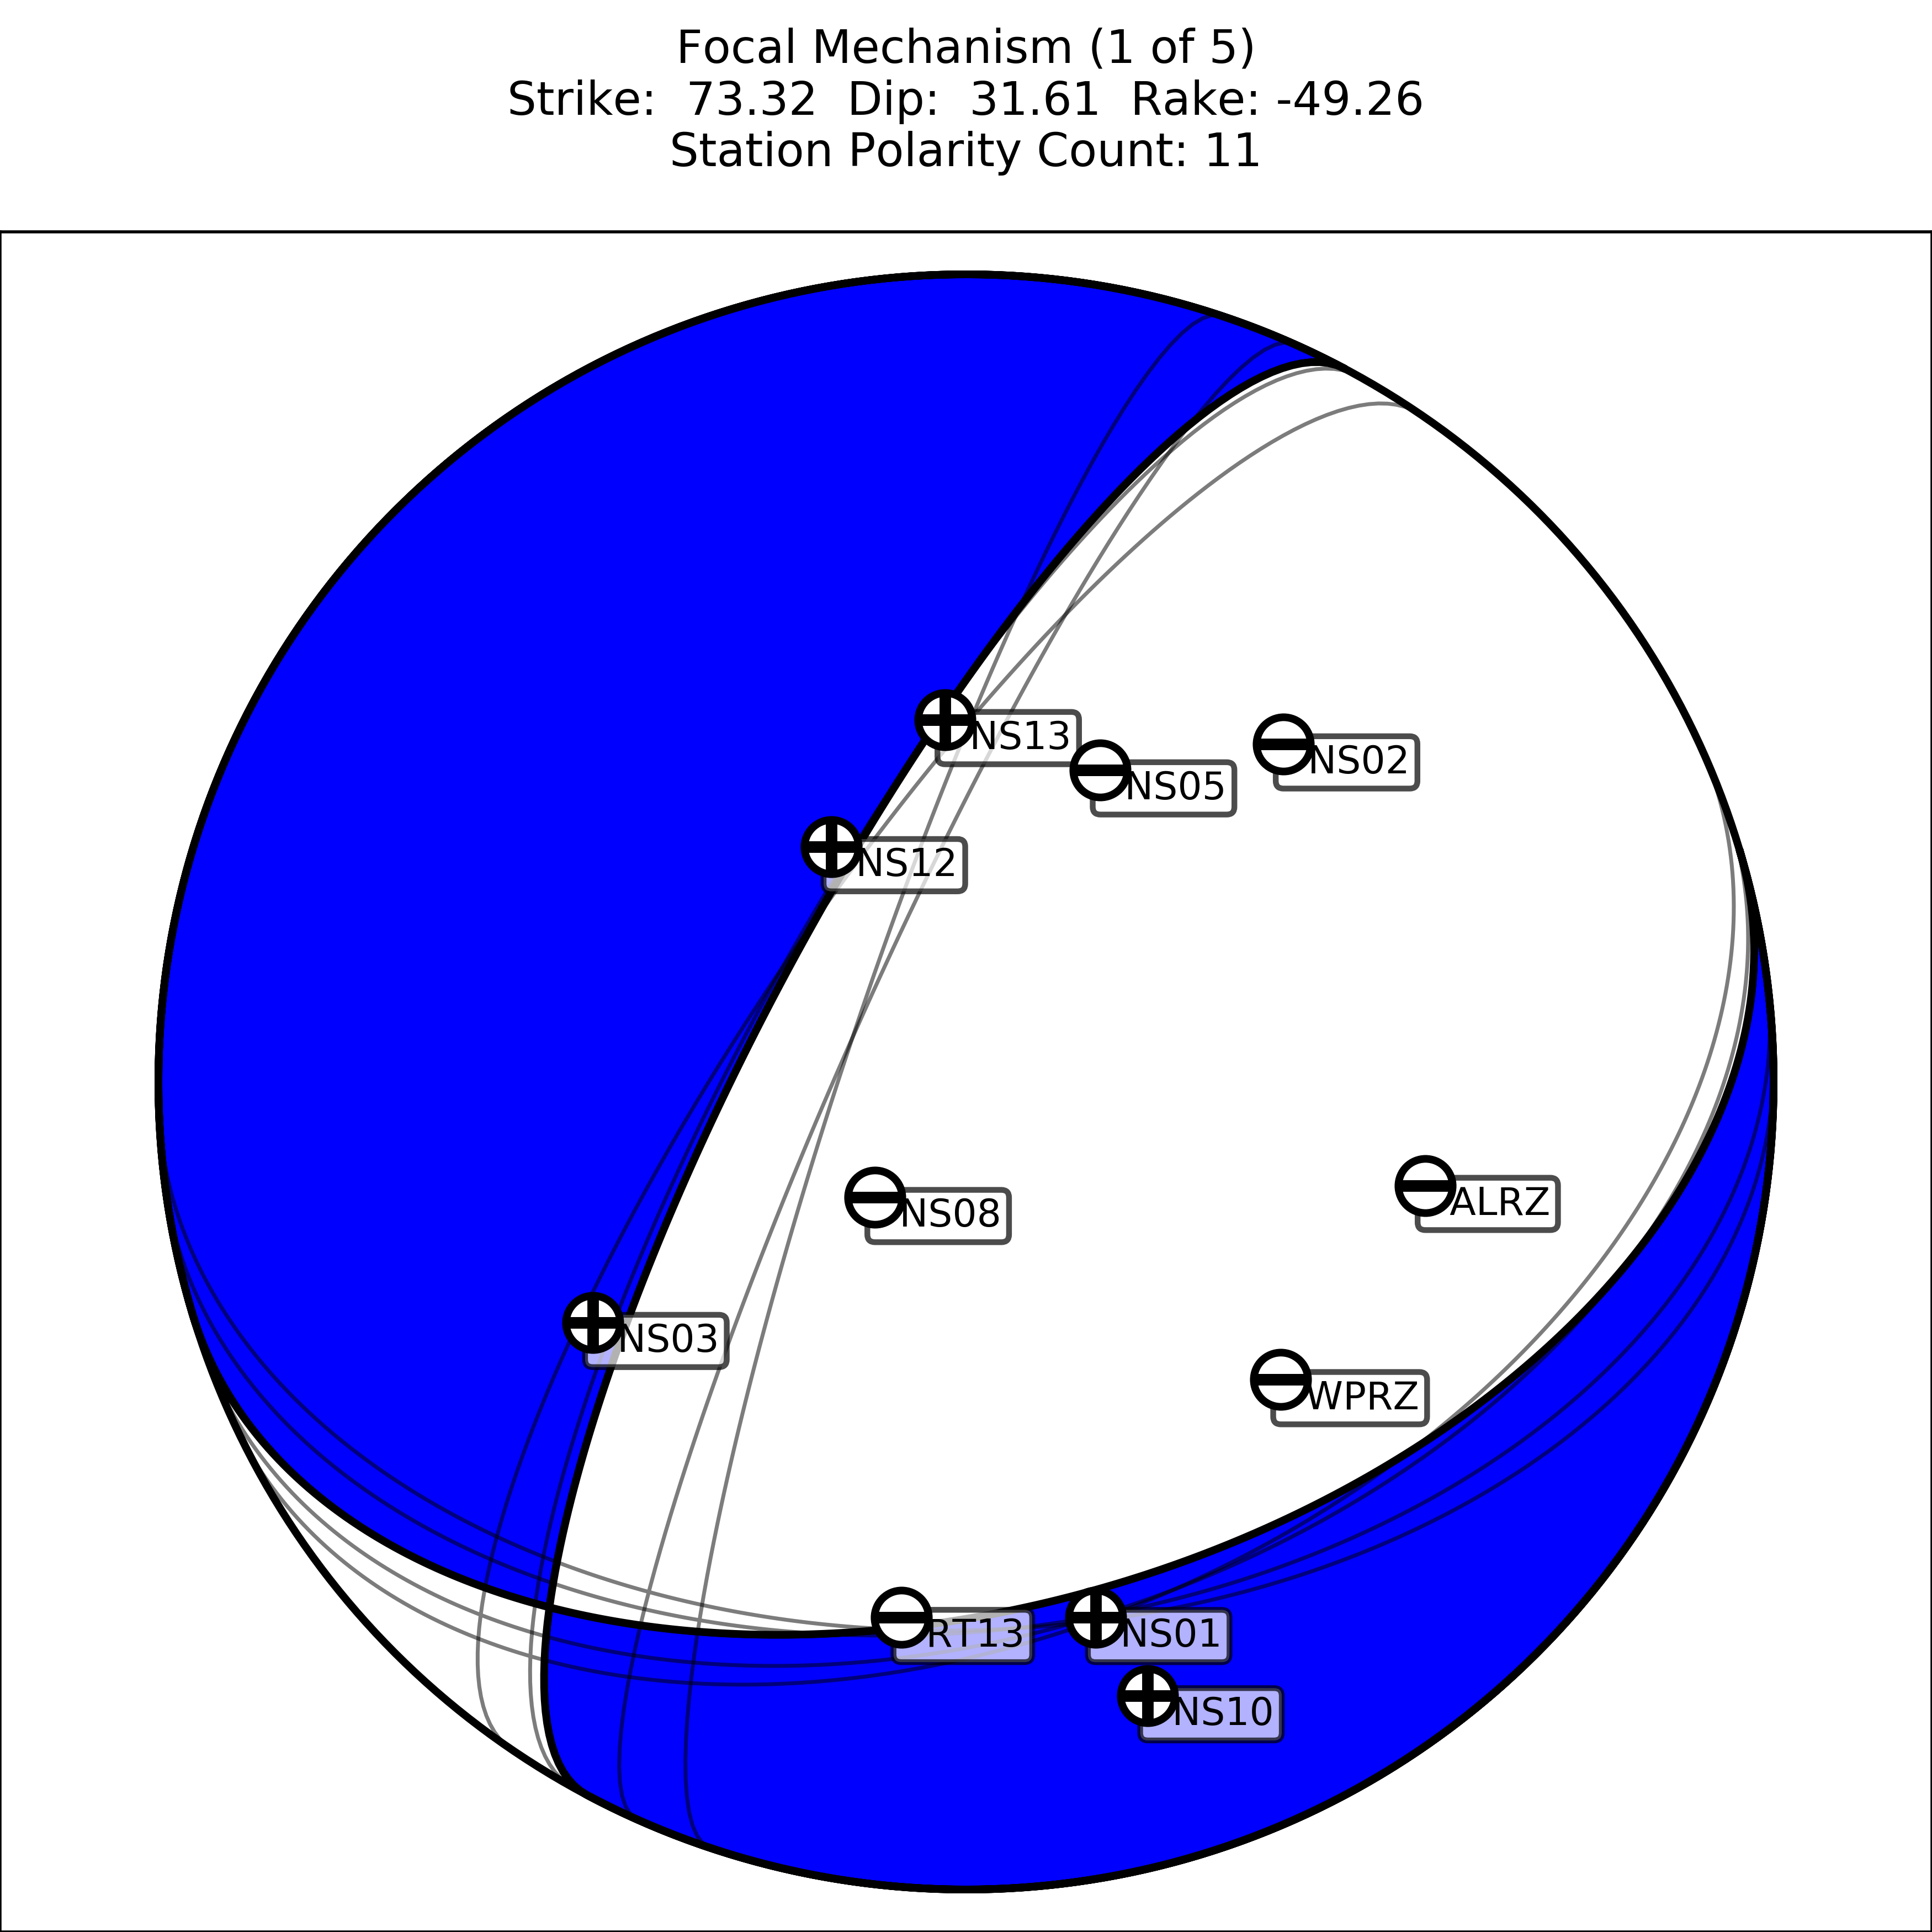 Focal Mechanism (1 of 5)
Strike:  73.32  Dip:  31.61  Rake: -49.26
Station Polarity Count: 11
NS13
NS02
NS05
NS12
NS08
ALRZ
NS03
WPRZ
RT13
NS01
NS10